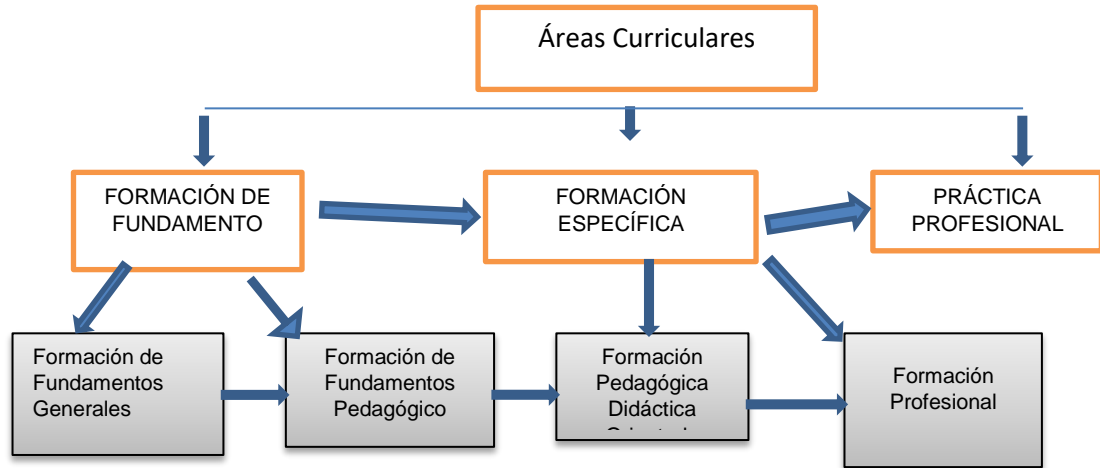 Áreas Curriculares
FORMACIÓN DE
FUNDAMENTO
FORMACIÓN
ESPECÍFICA
PRÁCTICA
PROFESIONAL
Formación de
Fundamentos
Generales
Formación de
Fundamentos
Pedagógico
Formación
Pedagógica
Didáctica
Formación
Profesional